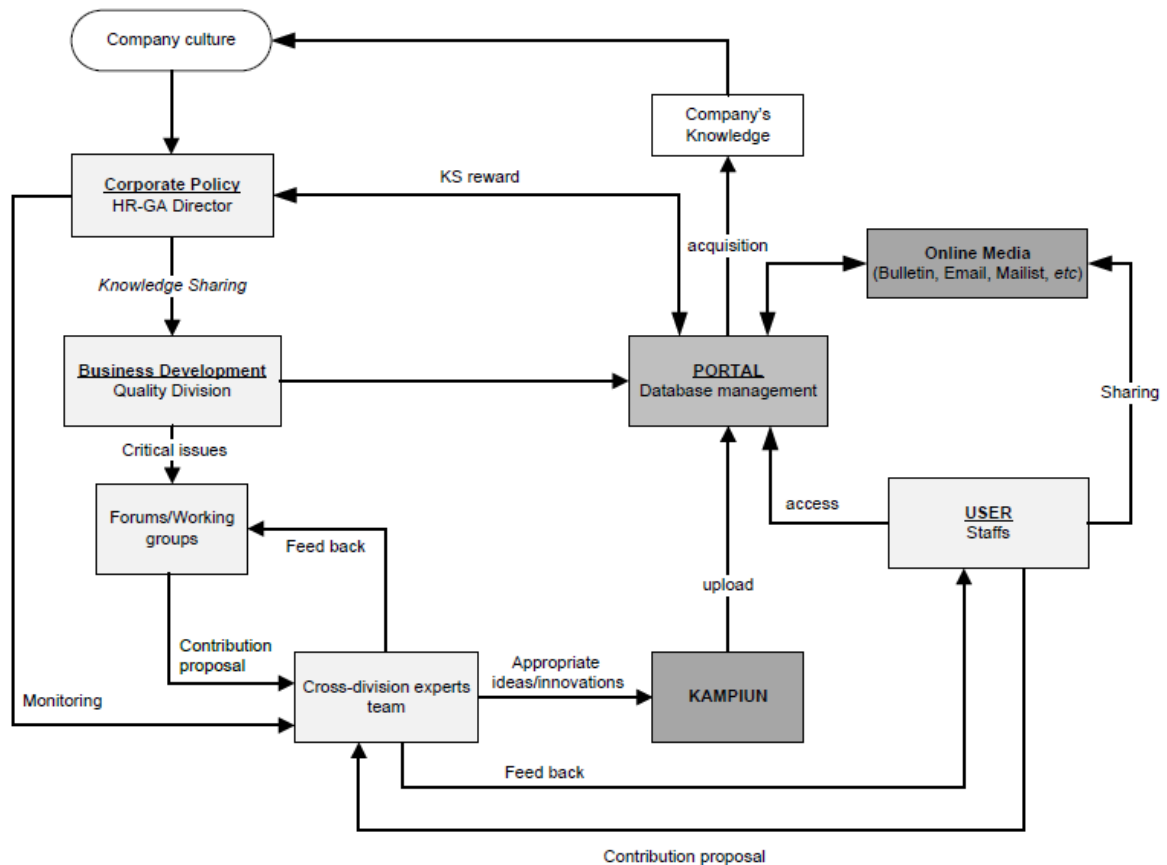 Company culture
Company's
Knowledge
Corporate Policy
HR-GA Director
KS reward
acquisition
Online Media
(Bulletin, Email, Mailist, etc)
Knowledge Sharing
Business Development
Quality Division
PORTAL
Database management
Sharing
Critical issues
Forums/Working
groups
access
USER
Staffs
Feed back
upload
Contribution
proposal
Appropriate
ideas/innovations
Cross-division experts
team
KAMPIUN
Monitoring
Feed back
Contribution proposal